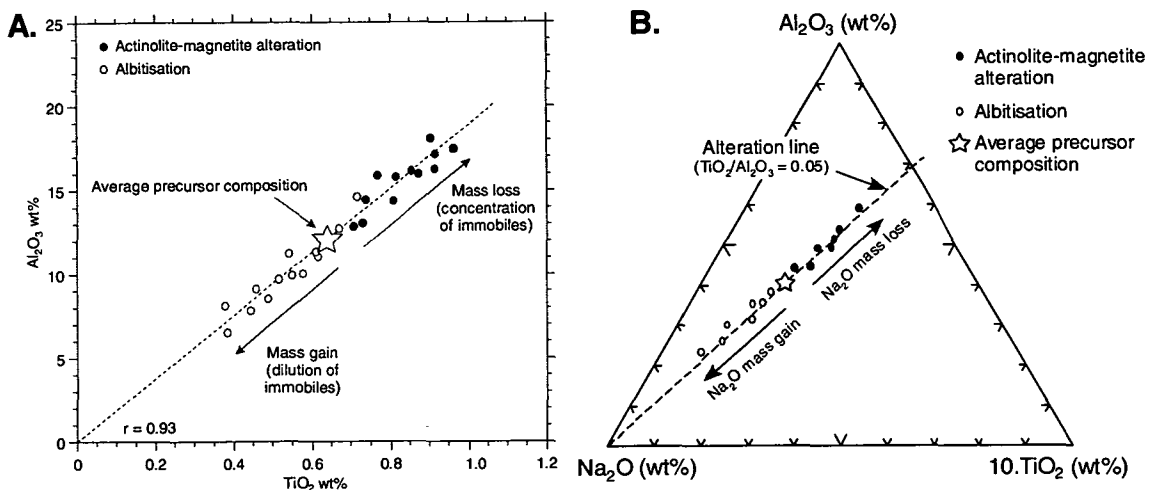 A.
25
20
15
10
5
0
Al₂O₃ wt%
Actinolite-magnetite alteration
Albitisation
Average precursor composition
Mass loss
(concentration
of immobiles)
Mass gain
(dilution of
immobiles)
r = 0.93
0
0.2
0.4
0.6
0.8
1.0
1.2
TiO₂ wt%
B.
Al₂O₃ (wt%)
Actinolite-magnetite
alteration
Albitisation
Average precursor
composition
Alteration line
(TiO₂/Al₂O₃ = 0.05)
Na₂O mass loss
Na₂O mass gain
Na₂O (wt%)
10.TiO₂ (wt%)